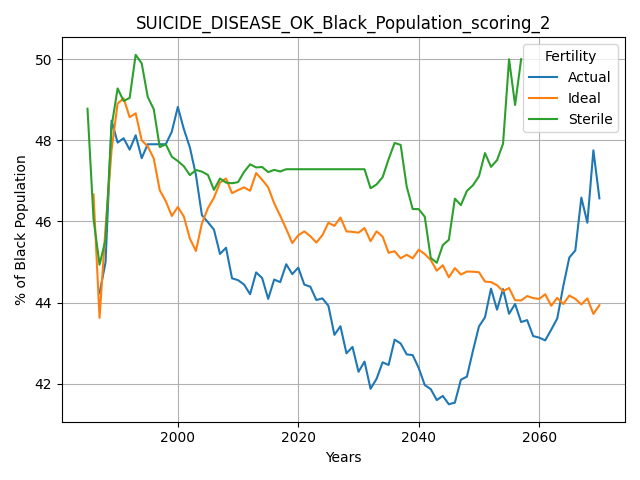 SUICIDE_DISEASE_OK_Black_Population_scoring_2
% of Black Population
50
48
46
44
42
Fertility
Actual
Ideal
Sterile
2000
2020
2040
2060
Years